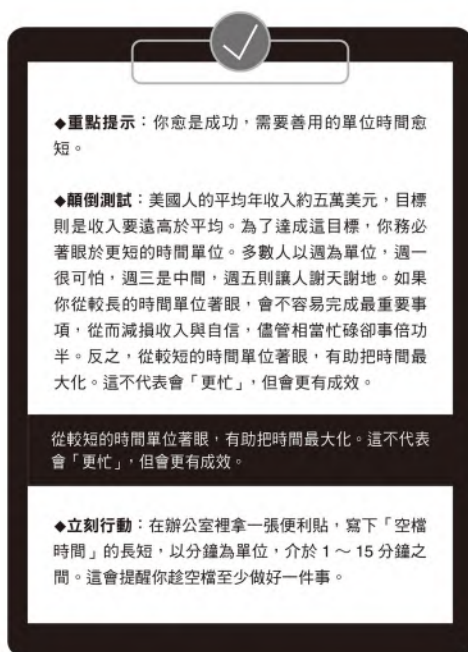 ◆重點提示：你愈是成功，需要善用的單位時間愈
短。
◆顛倒測試：美國人的平均年收入約五萬美元，目標
則是收入要遠高於平均。為了達成這目標，你務必
著眼於更短的時間單位。多數人以週為單位，週一
很可怕，週三是中間，週五則讓人謝天謝地。如果
你從較長的時間單位著眼，會不容易完成最重要事
項，從而減損收入與自信，儘管相當忙碌卻事倍功
半。反之，從較短的時間單位著眼，有助把時間最
大化。這不代表會「更忙」，但會更有成效。
從較短的時間單位著眼，有助把時間最大化。這不代表
會「更忙」，但會更有成效。
◆立刻行動：在辦公室裡拿一張便利貼，寫下「空檔
時間」的長短，以分鐘為單位，介於 1～15 分鐘之
間。這會提醒你趁空檔至少做好一件事。